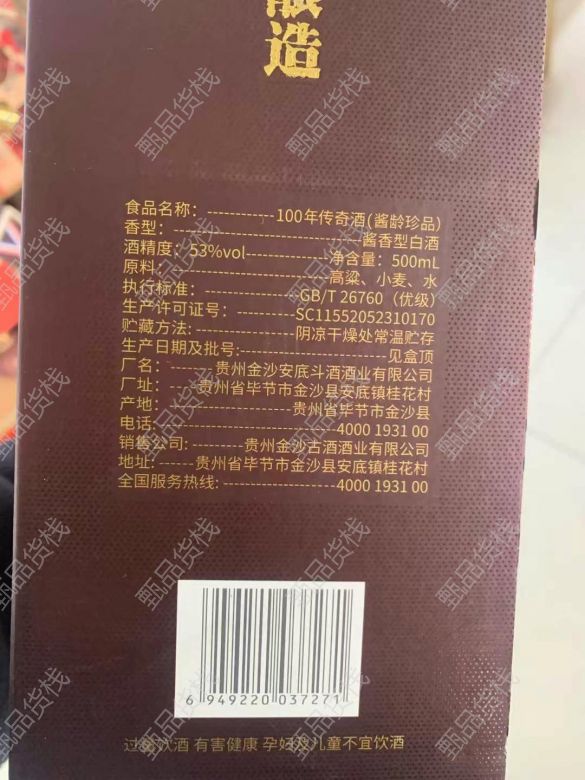 酿造
食品名称：------------100年传奇酒(酱龄珍品)
香型：--------------------------------酱香型白酒
酒精度：53%vol--------------净含量：500mL
原料：-----------------------------高粱、小麦、水
执行标准：--------------------GB/T 26760（优级）
生产许可证号：----------SC11552052310170
贮藏方法：------------------阴凉干燥处常温贮存
生产日期及批号：-------------------------见盒顶
厂名：--------贵州金沙安底斗酒酒业有限公司
厂址：------贵州省毕节市金沙县安底镇桂花村
产地：-----------------------贵州省毕节市金沙县
电话：-------------------------------4000 1931 00
销售公司：---------贵州金沙古酒酒业有限公司
地址：------贵州省毕节市金沙县安底镇桂花村
全国服务热线：--------------------4000 1931 00
6 949220 037271
过量饮酒 有害健康 孕妇及儿童不宜饮酒
甄品货栈